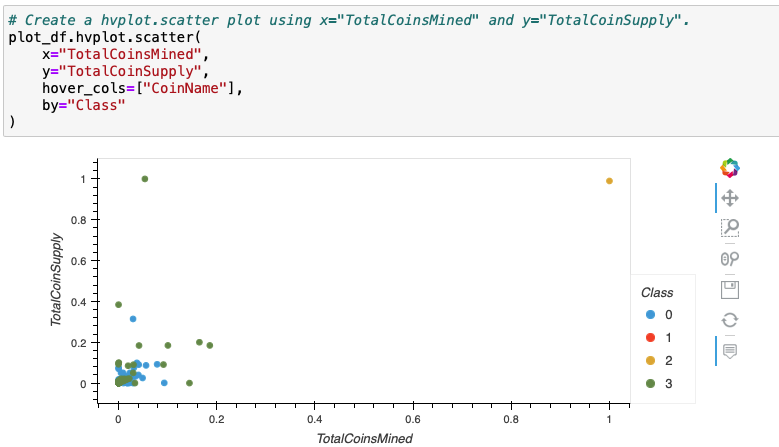 # Create a hvplot.scatter plot using x="TotalCoinsMined" and y="TotalCoinSupply".
plot_df.hvplot.scatter(
    x="TotalCoinsMined",
    y="TotalCoinSupply",
    hover_cols=["CoinName"],
    by="Class"
)
TotalCoinSupply
1
0.8
0.6
0.4
0.2
0
0 0.2 0.4 0.6 0.8 1
TotalCoinsMined
Class
0
1
2
3